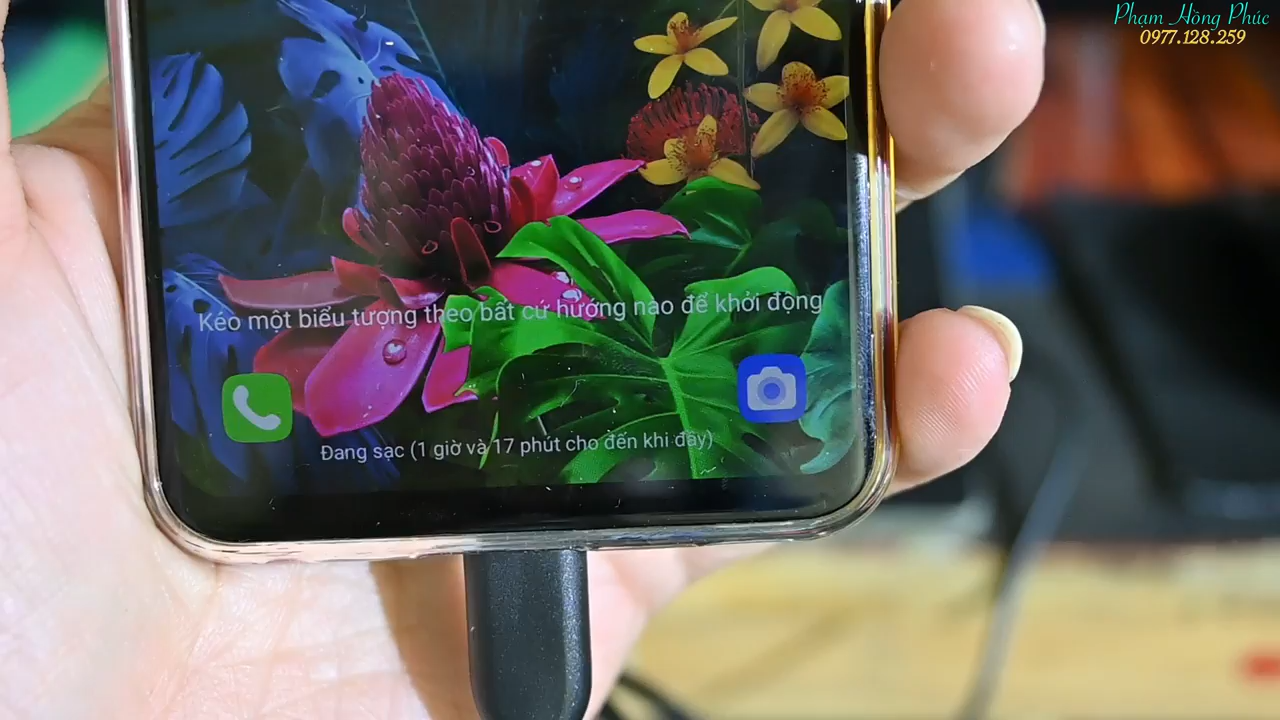 Phạm Hồng Phúc
0977.128.259
Kéo một biểu tượng theo bất cứ hướng nào để khởi động
Đang sạc (1 giờ và 17 phút cho đến khi đầy)